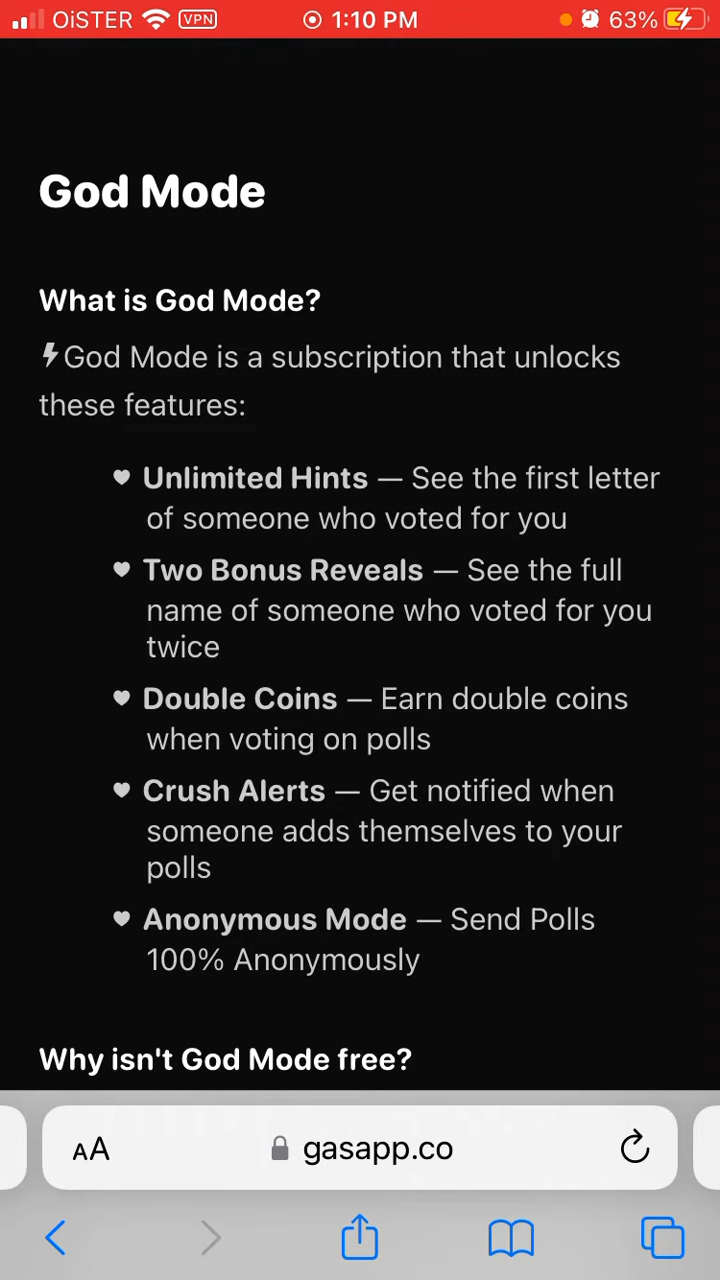 OiSTER VPN 1:10 PM 63%
God Mode
What is God Mode?
God Mode is a subscription that unlocks
these features:
Unlimited Hints — See the first letter
of someone who voted for you
Two Bonus Reveals — See the full
name of someone who voted for you
twice
Double Coins — Earn double coins
when voting on polls
Crush Alerts — Get notified when
someone adds themselves to your
polls
Anonymous Mode — Send Polls
100% Anonymously
Why isn't God Mode free?
AA gasapp.co